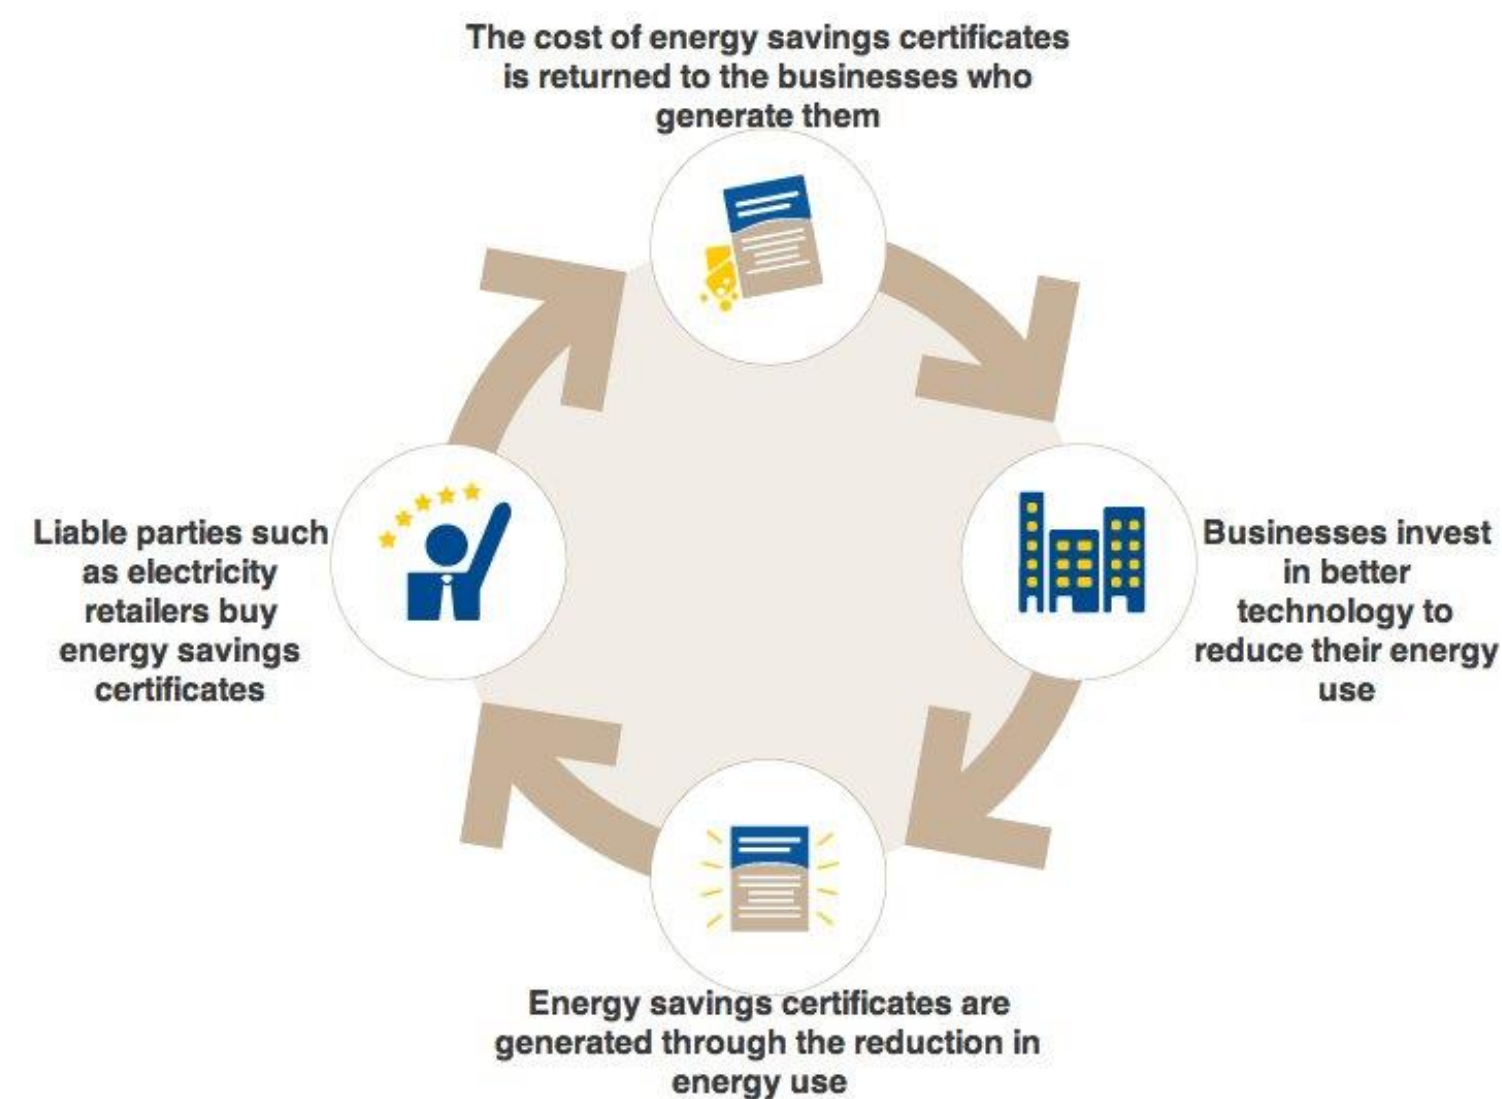 The cost of energy savings certificates
is returned to the businesses who
generate them
Liable parties such
as electricity
retailers buy
energy savings
certificates
Businesses invest
in better
technology to
reduce their energy
use
Energy savings certificates are
generated through the reduction in
energy use